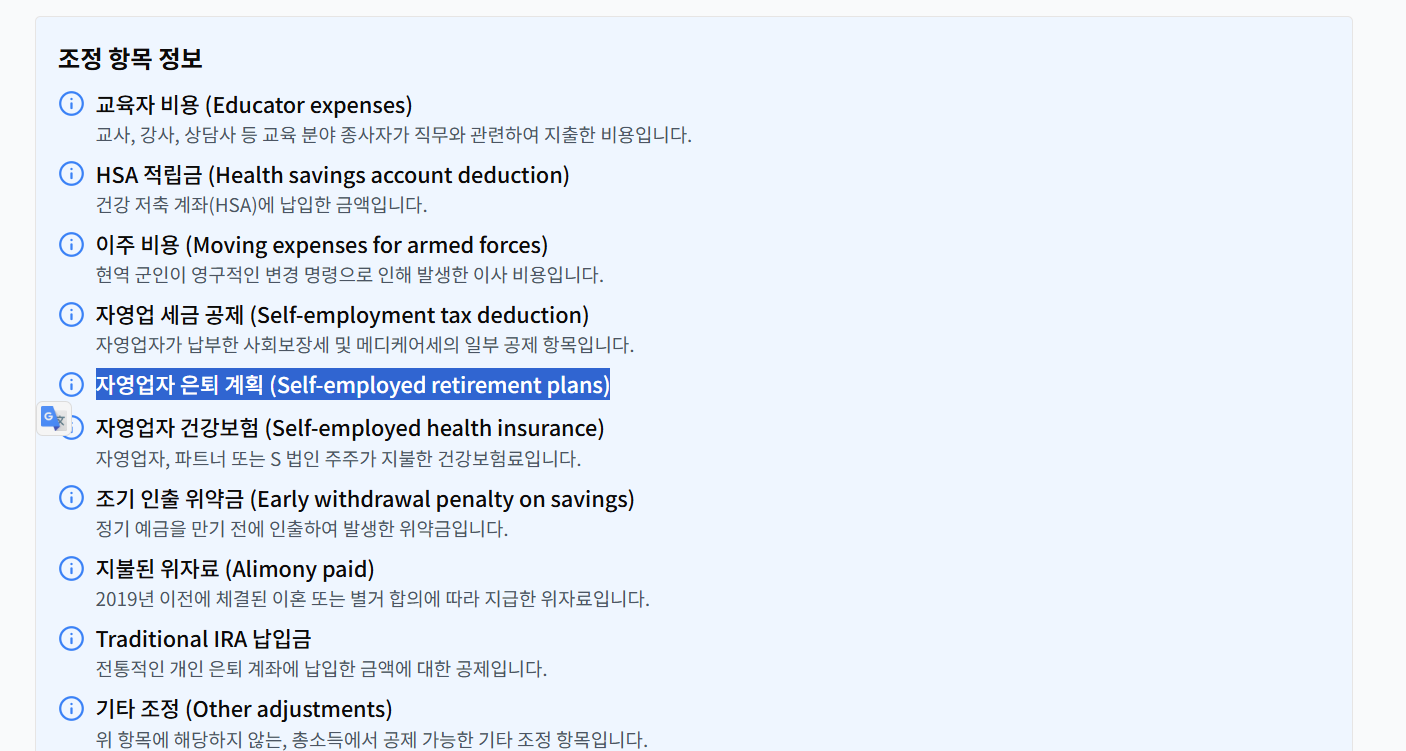 조정 항목 정보
교육자 비용 (Educator expenses)
교사, 강사, 상담사 등 교육 분야 종사자가 직무와 관련하여 지출한 비용입니다.
HSA 적립금 (Health savings account deduction)
건강 저축 계좌(HSA)에 납입한 금액입니다.
이주 비용 (Moving expenses for armed forces)
현역 군인이 영구적인 변경 명령으로 인해 발생한 이사 비용입니다.
자영업 세금 공제 (Self-employment tax deduction)
자영업자가 납부한 사회보장세 및 메디케어세의 일부 공제 항목입니다.
자영업자 은퇴 계획 (Self-employed retirement plans)
자영업자 건강보험 (Self-employed health insurance)
자영업자, 파트너 또는 S 법인 주주가 지불한 건강보험료입니다.
조기 인출 위약금 (Early withdrawal penalty on savings)
정기 예금을 만기 전에 인출하여 발생한 위약금입니다.
지불된 위자료 (Alimony paid)
2019년 이전에 체결된 이혼 또는 별거 합의에 따라 지급한 위자료입니다.
Traditional IRA 납입금
전통적인 개인 은퇴 계좌에 납입한 금액에 대한 공제입니다.
기타 조정 (Other adjustments)
위 항목에 해당하지 않는, 총소득에서 공제 가능한 기타 조정 항목입니다.